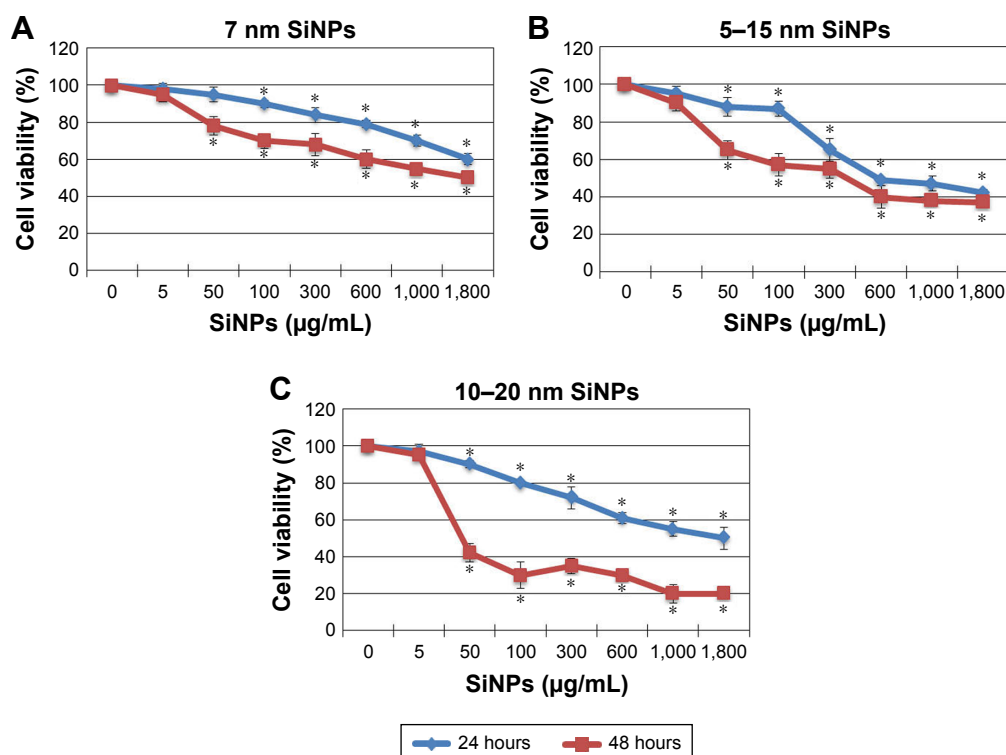 A
7 nm SiNPs
Cell viability (%)
120
100
80
60
40
20
0
0 5 50 100 300 600 1,000 1,800
SiNPs (µg/mL)
* * * * *
* * * * * *
B
5–15 nm SiNPs
Cell viability (%)
120
100
80
60
40
20
0
0 5 50 100 300 600 1,000 1,800
SiNPs (µg/mL)
* * * * * *
* * * * * *
C
10–20 nm SiNPs
Cell viability (%)
120
100
80
60
40
20
0
0 5 50 100 300 600 1,000 1,800
SiNPs (µg/mL)
* * * * * *
* * * * * *
24 hours 48 hours